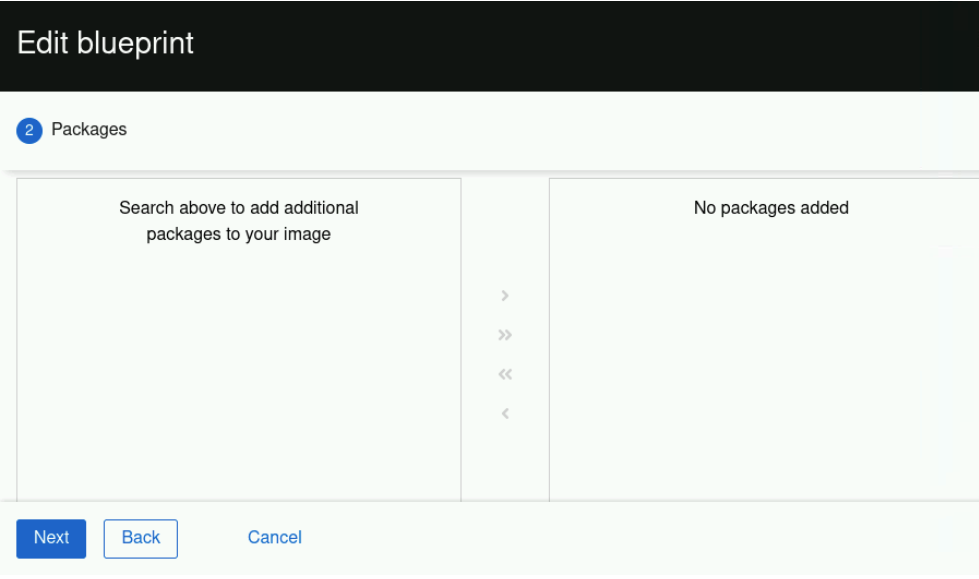 Edit blueprint
2 Packages
Search above to add additional
packages to your image
No packages added
Next Back Cancel